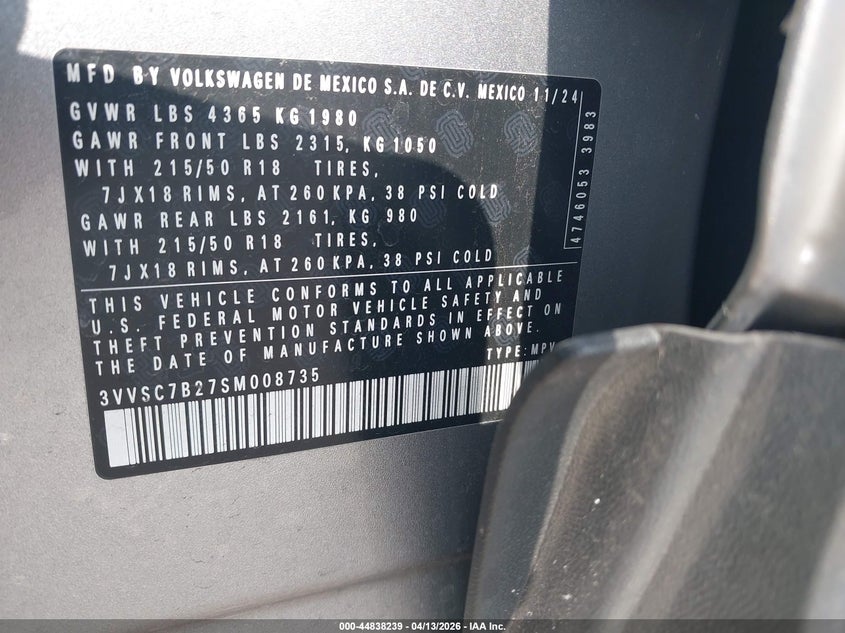 MFD BY VOLKSWAGEN DE MEXICO S.A. DE C.V. MEXICO 11/24
GVWR LBS 4365 KG 1980
GAWR FRONT LBS 2315, KG 1050
WITH 215/50 R18 TIRES,
7JX18 RIMS, AT 260 KPA, 38 PSI COLD
GAWR REAR LBS 2161, KG 980
WITH 215/50 R18 TIRES,
7JX18 RIMS, AT 260 KPA, 38 PSI COLD
THIS VEHICLE CONFORMS TO ALL APPLICABLE
U.S. FEDERAL MOTOR VEHICLE SAFETY AND
THEFT PREVENTION STANDARDS IN EFFECT ON
THE DATE OF MANUFACTURE SHOWN ABOVE.
TYPE: MPV
3VVSC7B27SM008735
4746053 3983
000-44838239 - 04/13/2026 - IAA Inc.